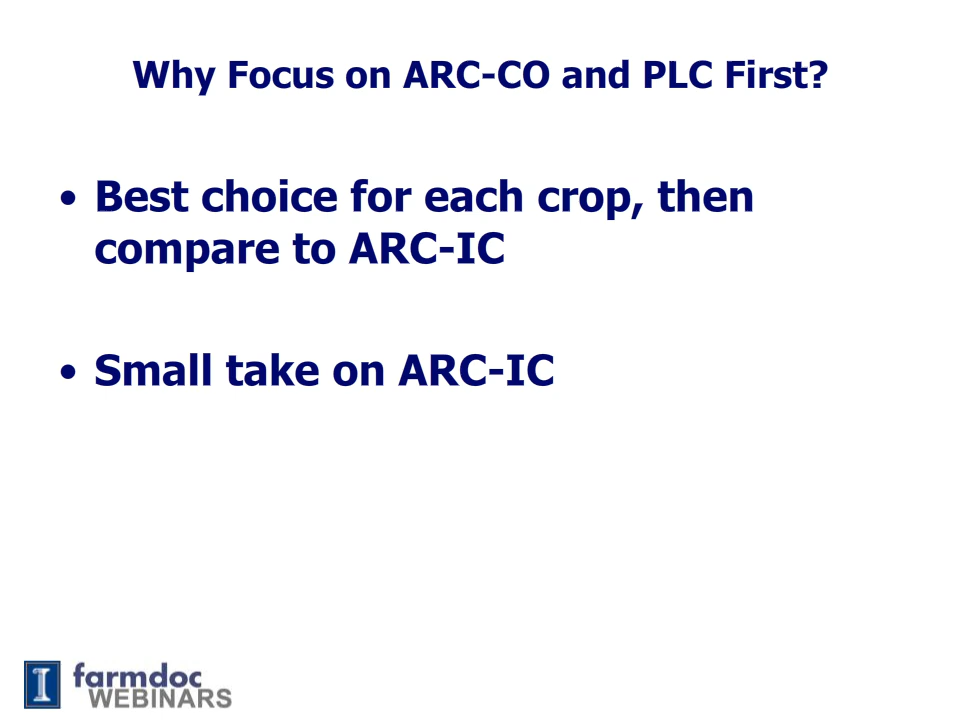 Why Focus on ARC-CO and PLC First?
• Best choice for each crop, then
compare to ARC-IC
• Small take on ARC-IC
I farmdoc
WEBINARS